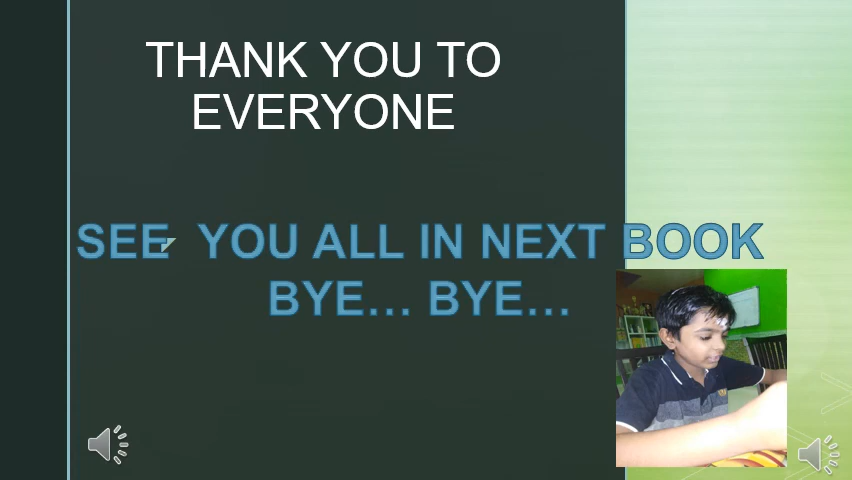 THANK YOU TO
EVERYONE
SEE YOU ALL IN NEXT BOOK
BYE... BYE...